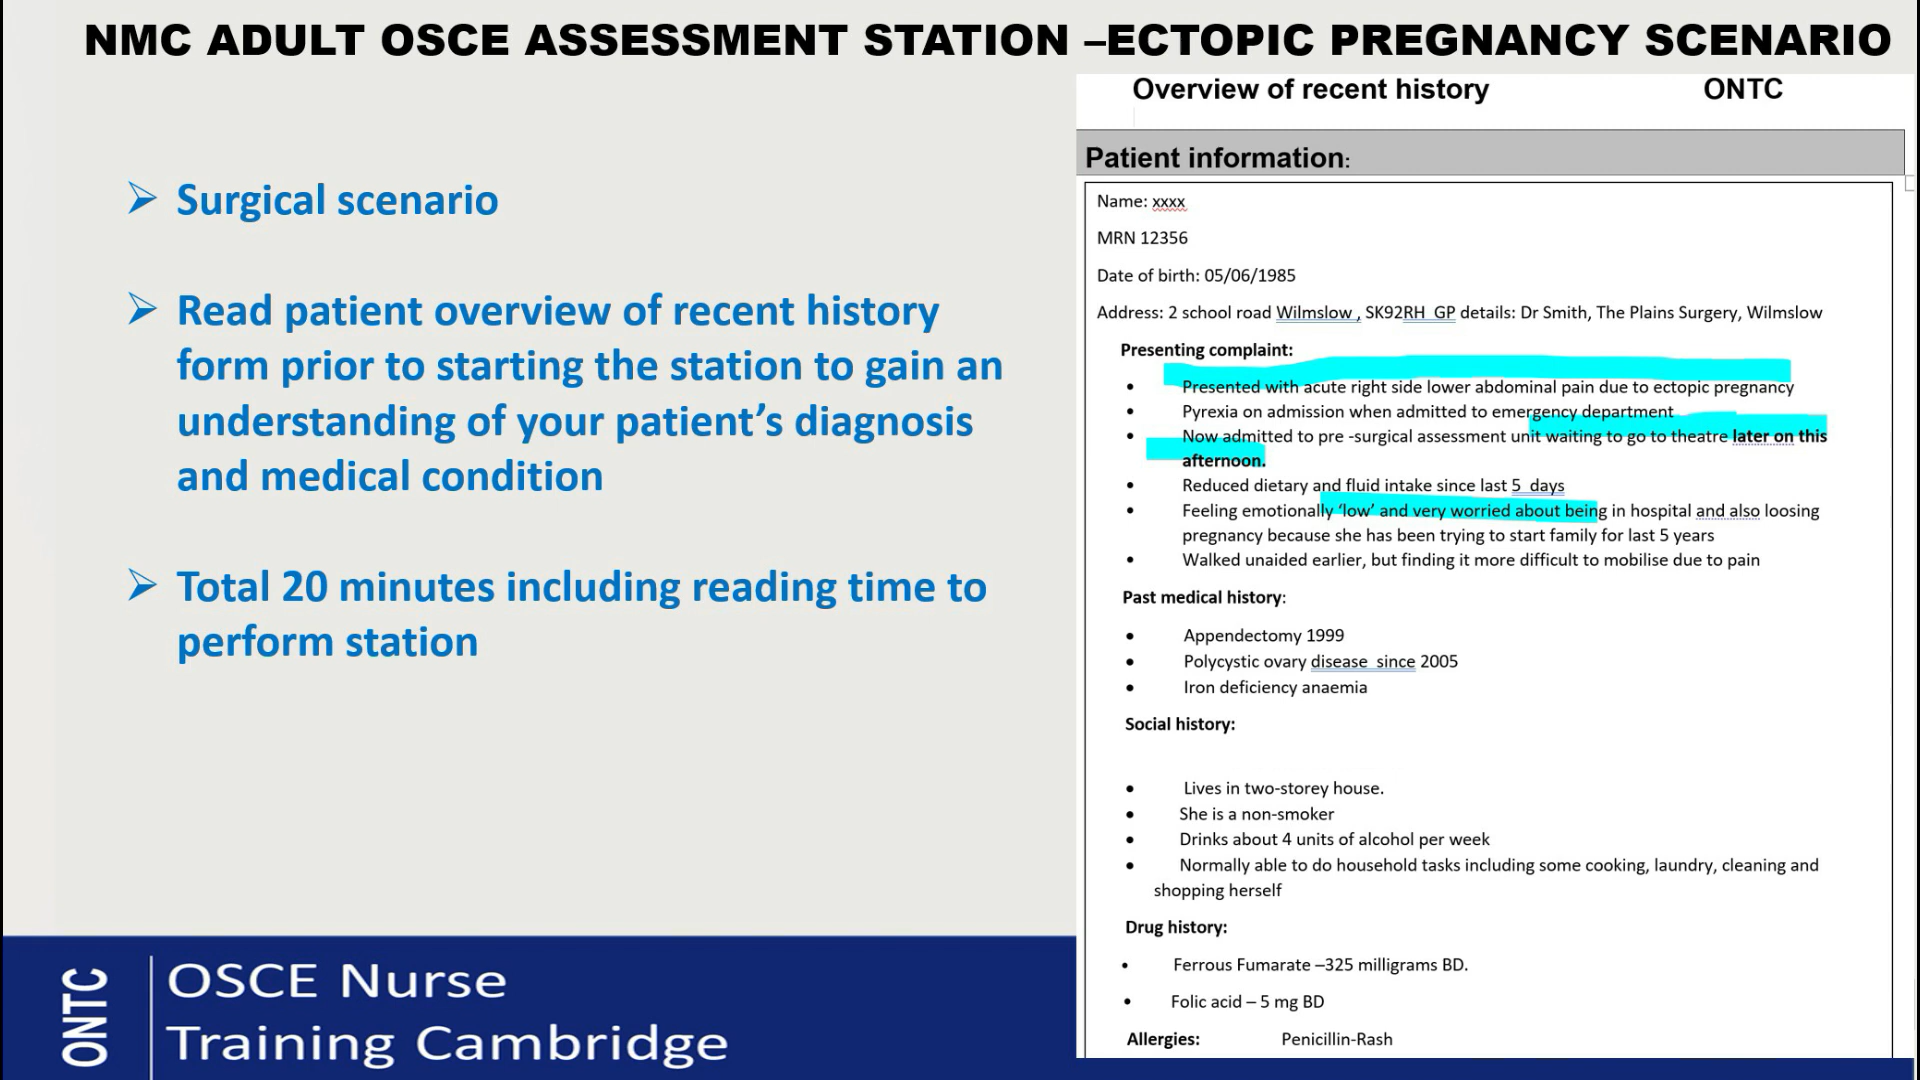 NMC ADULT OSCE ASSESSMENT STATION –ECTOPIC PREGNANCY SCENARIO
Surgical scenario
Read patient overview of recent history
form prior to starting the station to gain an
understanding of your patient’s diagnosis
and medical condition
Total 20 minutes including reading time to
perform station
ONTC
OSCE Nurse
Training Cambridge
Overview of recent history ONTC
Patient information:
Name: xxxx
MRN 12356
Date of birth: 05/06/1985
Address: 2 school road Wilmslow , SK92RH GP details: Dr Smith, The Plains Surgery, Wilmslow
Presenting complaint:
Presented with acute right side lower abdominal pain due to ectopic pregnancy
Pyrexia on admission when admitted to emergency department
Now admitted to pre -surgical assessment unit waiting to go to theatre later on this
afternoon.
Reduced dietary and fluid intake since last 5 days
Feeling emotionally ‘low’ and very worried about being in hospital and also loosing
pregnancy because she has been trying to start family for last 5 years
Walked unaided earlier, but finding it more difficult to mobilise due to pain
Past medical history:
Appendectomy 1999
Polycystic ovary disease since 2005
Iron deficiency anaemia
Social history:
Lives in two-storey house.
She is a non-smoker
Drinks about 4 units of alcohol per week
Normally able to do household tasks including some cooking, laundry, cleaning and
shopping herself
Drug history:
Ferrous Fumarate –325 milligrams BD.
Folic acid – 5 mg BD
Allergies: Penicillin-Rash